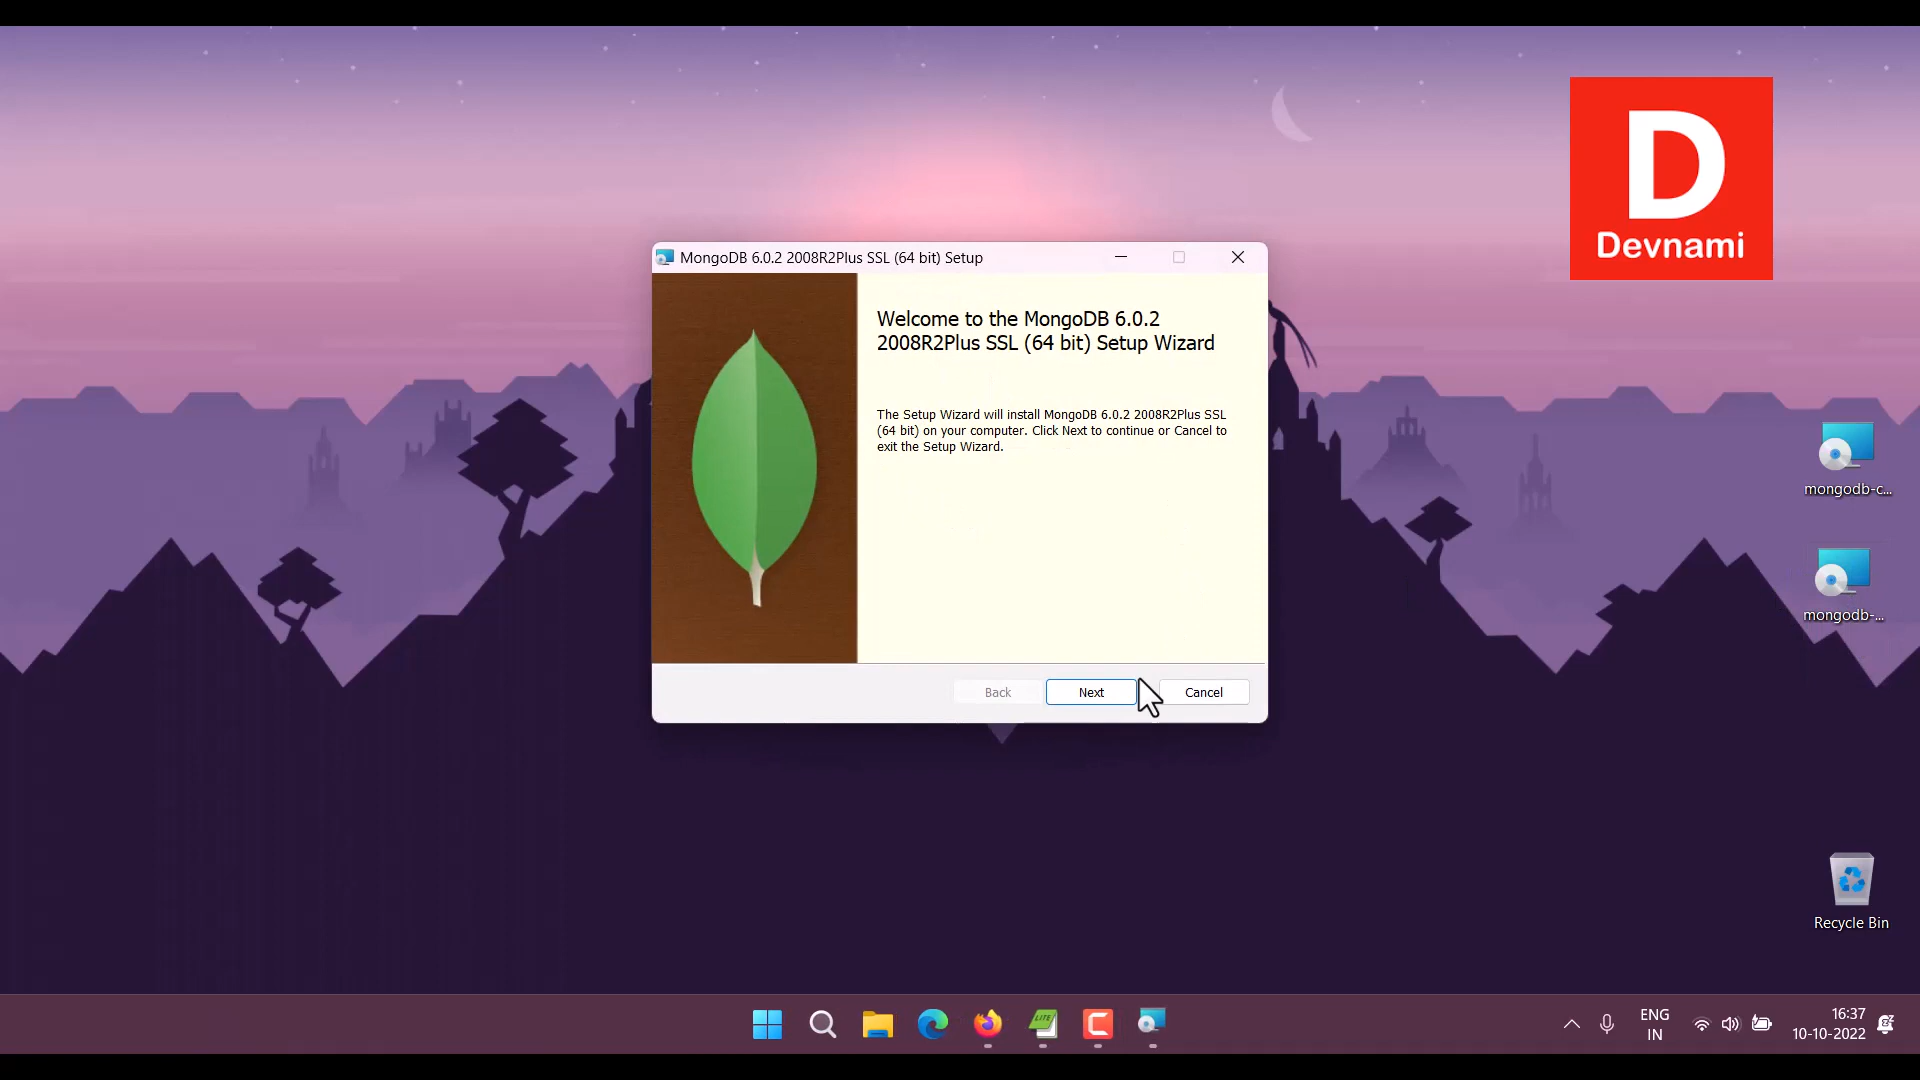 D
Devnami
MongoDB 6.0.2 2008R2Plus SSL (64 bit) Setup
Welcome to the MongoDB 6.0.2
2008R2Plus SSL (64 bit) Setup Wizard
The Setup Wizard will install MongoDB 6.0.2 2008R2Plus SSL
(64 bit) on your computer. Click Next to continue or Cancel to
exit the Setup Wizard.
Back
Next
Cancel
mongodb-c...
mongodb-...
Recycle Bin
LITE
C
ENG
IN
16:37
10-10-2022